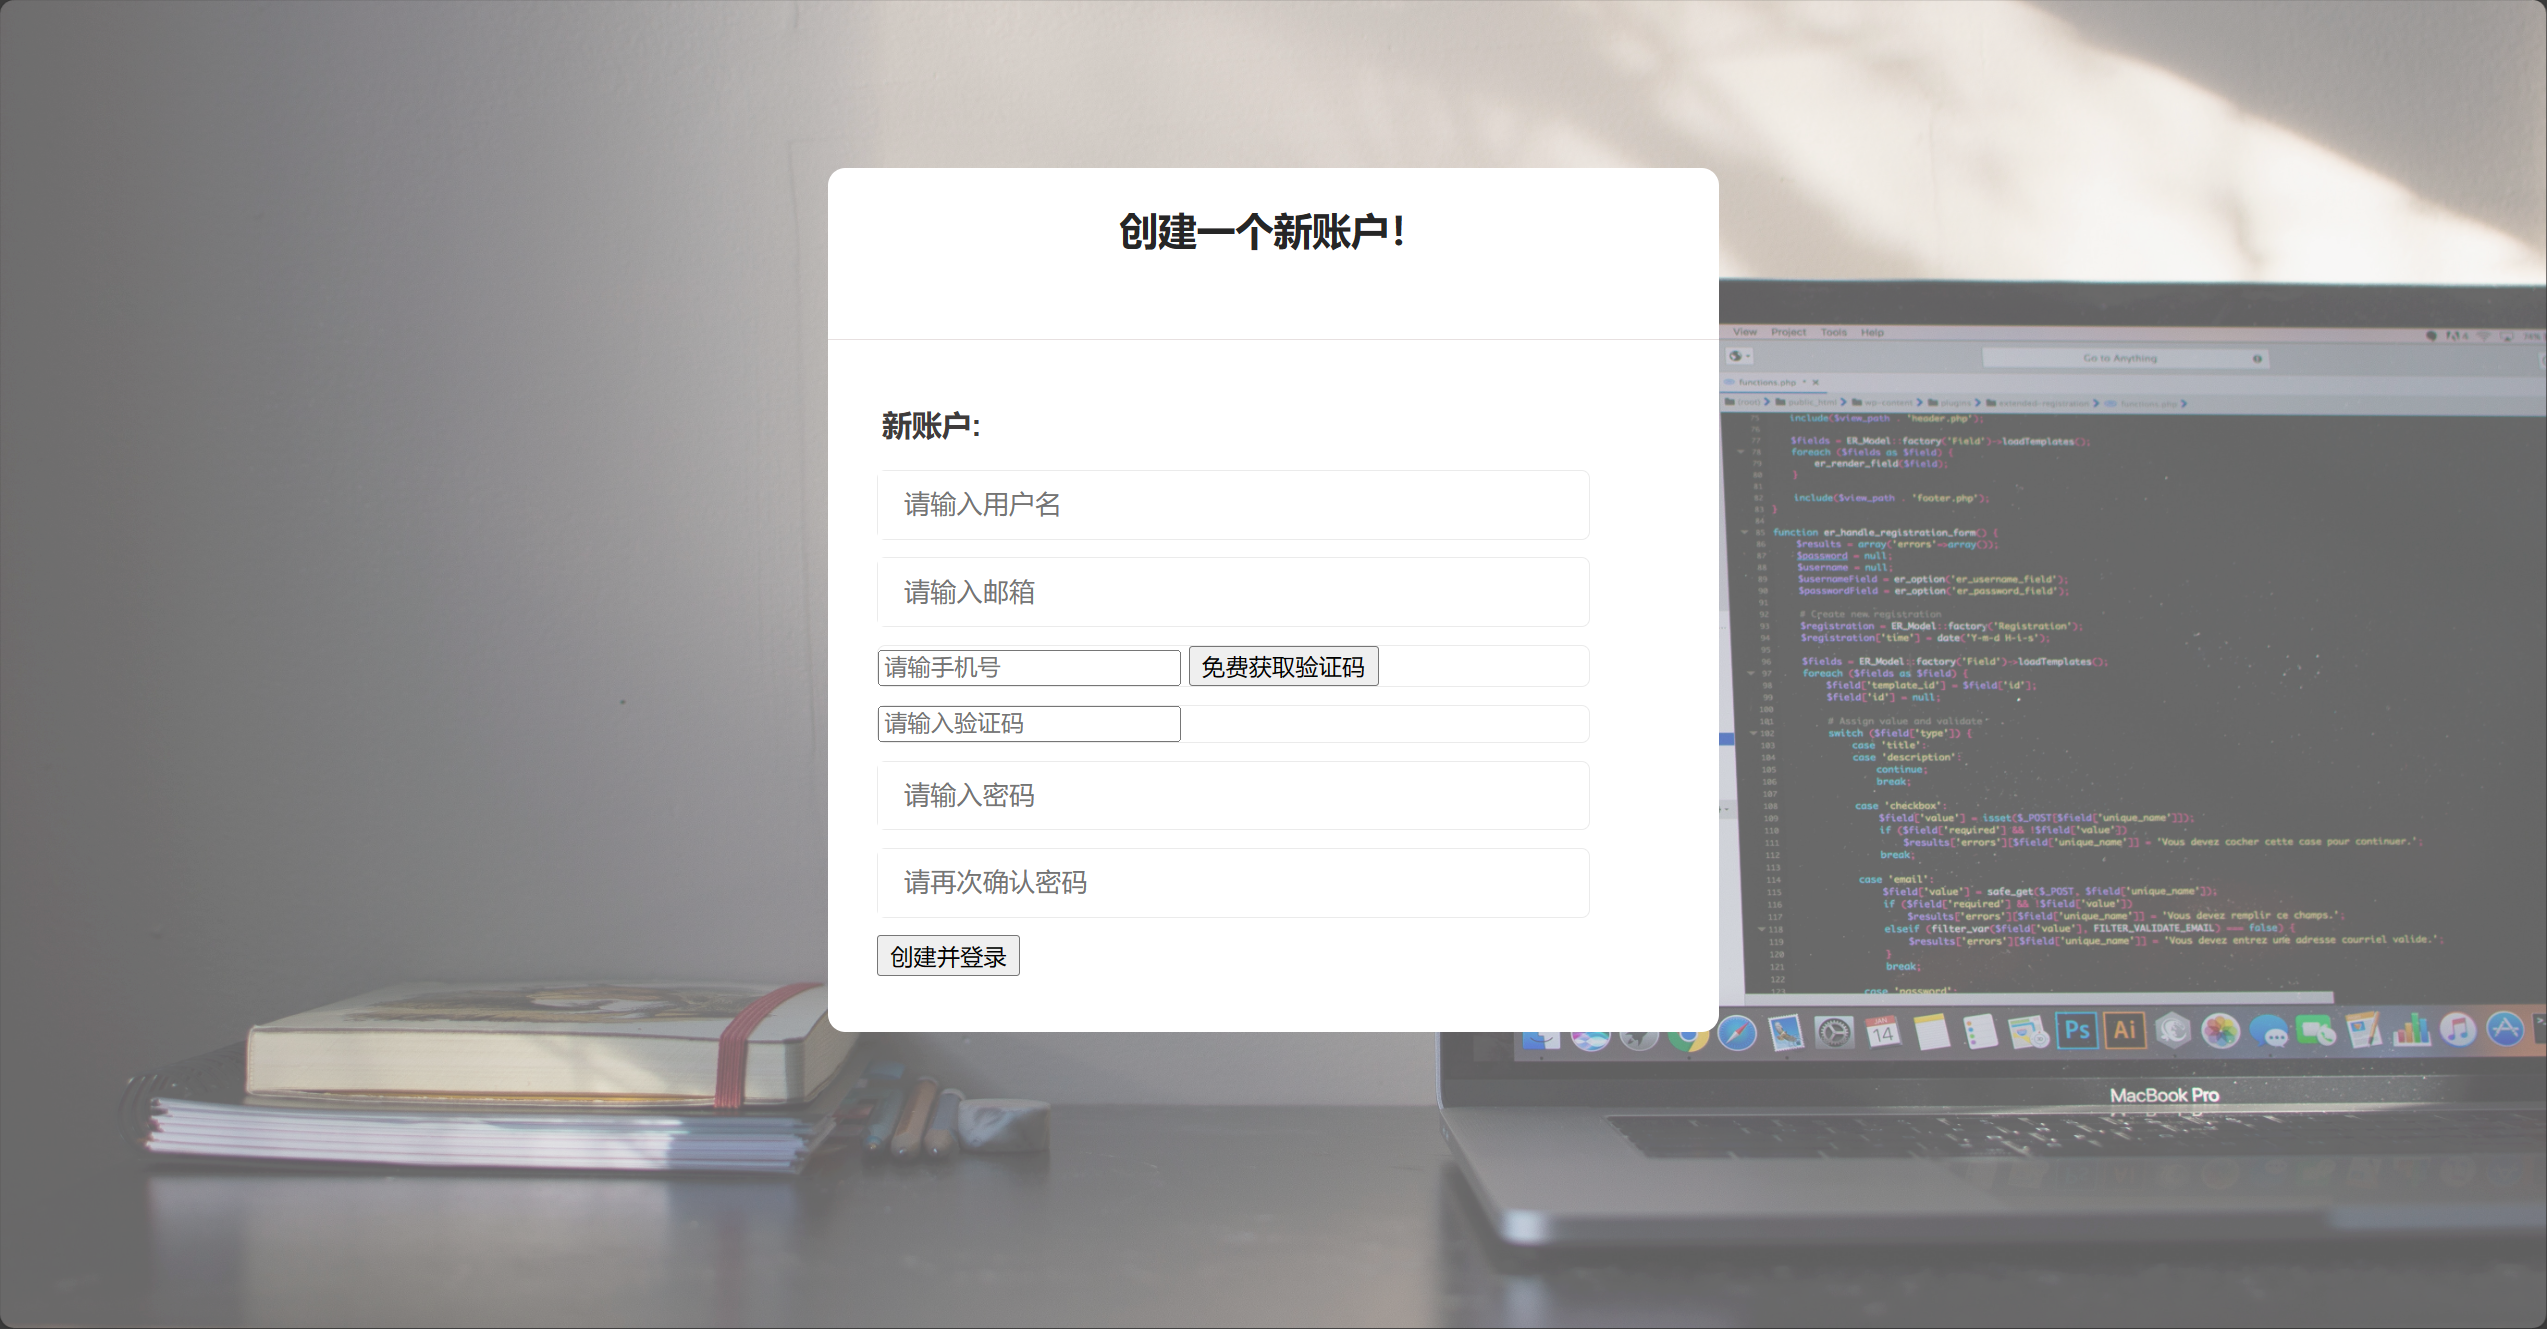 创建一个新账户！
新账户:
请输入用户名
请输入邮箱
请输手机号
免费获取验证码
请输入验证码
请输入密码
请再次确认密码
创建并登录
View Project Tools Help
Go to Anything
functions.php
include($view_path . 'header.php');
$fields = ER_Model::factory('Field')->loadTemplates();
foreach ($fields as $field) {
er_render_field($field);
}
include($view_path . 'footer.php');
}
function er_handle_registration_form() {
$results = array('errors'=>array());
$password = null;
$username = null;
$usernameField = er_option('er_username_field');
$passwordField = er_option('er_password_field');
# Create new registration
$registration = ER_Model::factory('Registration');
$registration['time'] = date('Y-m-d H-i-s');
$fields = ER_Model::factory('Field')->loadTemplates();
foreach ($fields as $field) {
$field['template_id'] = $field['id'];
$field['id'] = null;
# Assign value and validate
switch ($field['type']) {
case 'title':
case 'description':
continue;
break;
case 'checkbox':
$field['value'] = isset($_POST[$field['unique_name']]);
if ($field['required'] && !$field['value'])
$results['errors'][$field['unique_name']] = 'Vous devez cocher cette case pour continuer.';
break;
case 'email':
$field['value'] = safe_get($_POST, $field['unique_name']);
if ($field['required'] && !$field['value'])
$results['errors'][$field['unique_name']] = 'Vous devez remplir ce champs.';
elseif (filter_var($field['value'], FILTER_VALIDATE_EMAIL) === false) {
$results['errors'][$field['unique_name']] = 'Vous devez entrez une adresse courriel valide.';
}
break;
case 'password':
JAN
14
Ps
Ai
MacBook Pro